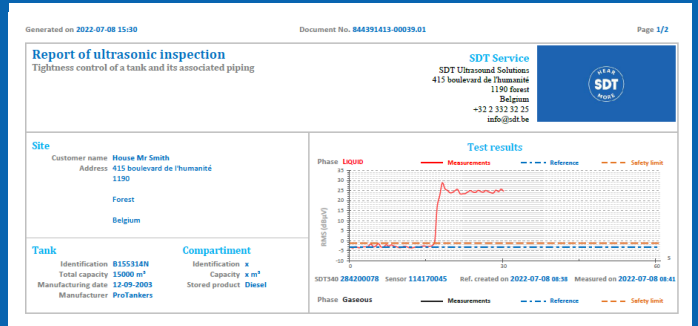 Generated on 2022-07-08 15:30 Document No. 844391413-00039.01 Page 1/2
Report of ultrasonic inspection
Tightness control of a tank and its associated piping
SDT Service
SDT Ultrasound Solutions
415 boulevard de l'humanité
1190 forest
Belgium
+32 2 332 32 25
info@sdt.be
HEAR
SDT
MORE
Site
Customer name House Mr Smith
Address 415 boulevard de l'humanité
1190
Forest
Belgium
Tank
Identification B155314N
Total capacity 15000 m³
Manufacturing date 12-09-2003
Manufacturer ProTankers
Compartiment
Identification x
Capacity x m³
Stored product Diesel
Test results
Phase LIQUID Measurements Reference Safety limit
RMS (dBµV)
35
30
25
20
15
10
5
0
-5
-10
0 30 60 s
SDT340 284200078 Sensor 114170045 Ref. created on 2022-07-08 08:38 Measured on 2022-07-08 08:41
Phase Gaseous Measurements Reference Safety limit